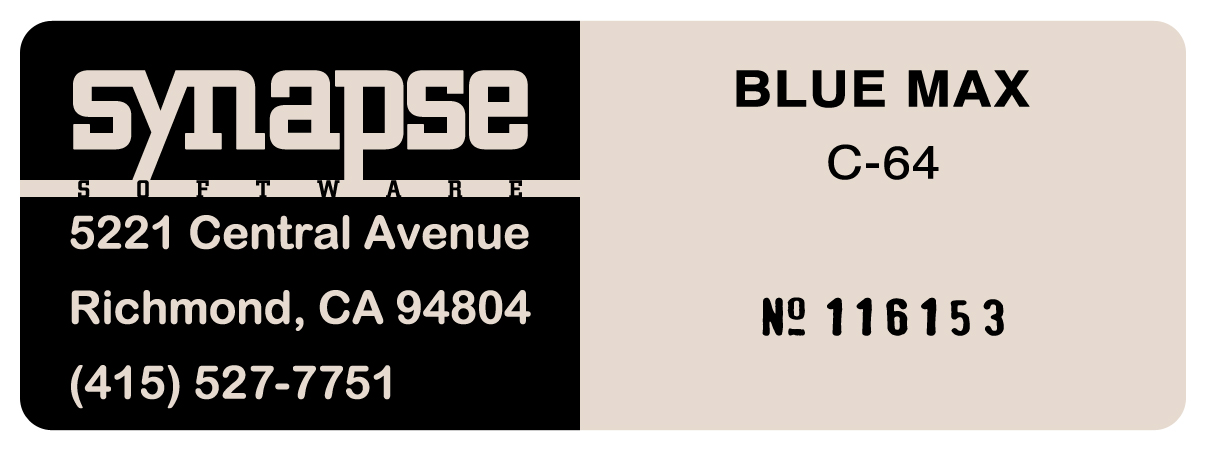 synapse
SOFTWARE
5221 Central Avenue
Richmond, CA 94804
(415) 527-7751
BLUE MAX
C-64
Nº 116153